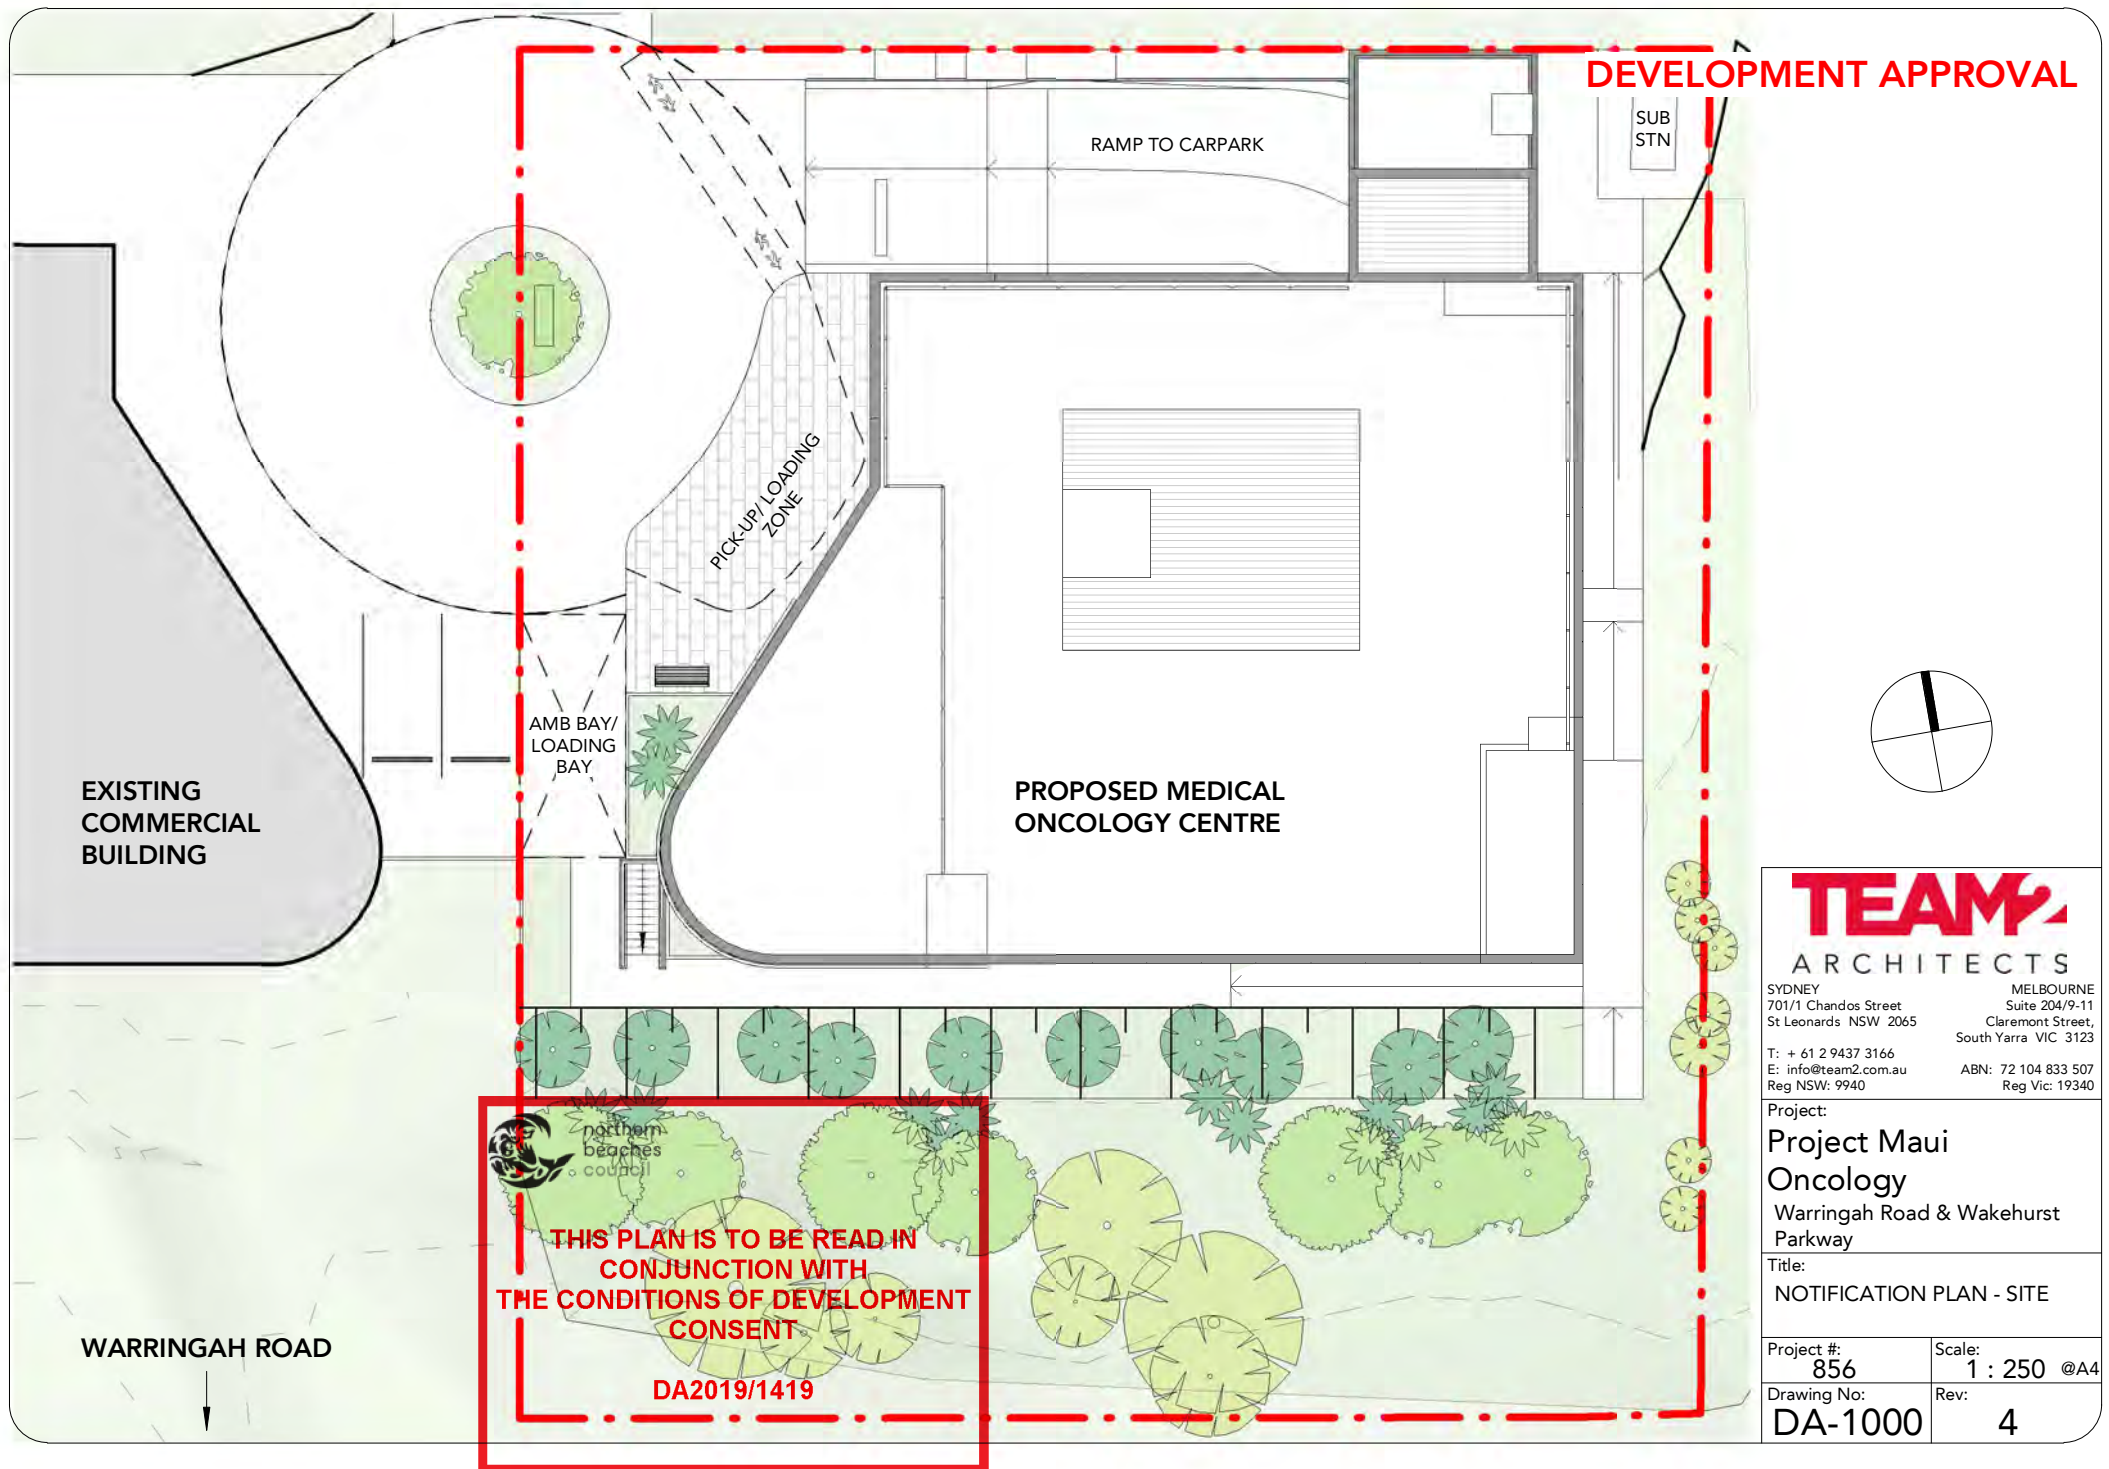 DEVELOPMENT APPROVAL
SUB
STN
RAMP TO CARPARK
PICK-UP/ LOADING
ZONE
AMB BAY/
LOADING
BAY
EXISTING
COMMERCIAL
BUILDING
PROPOSED MEDICAL
ONCOLOGY CENTRE
northern
beaches
council
THIS PLAN IS TO BE READ IN
CONJUNCTION WITH
THE CONDITIONS OF DEVELOPMENT
CONSENT
DA2019/1419
WARRINGAH ROAD
TEAM2
ARCHITECTS
SYDNEY
701/1 Chandos Street
St Leonards NSW 2065
T: + 61 2 9437 3166
E: info@team2.com.au
Reg NSW: 9940
MELBOURNE
Suite 204/9-11
Claremont Street,
South Yarra VIC 3123
ABN: 72 104 833 507
Reg Vic: 19340
Project:
Project Maui
Oncology
Warringah Road & Wakehurst
Parkway
Title:
NOTIFICATION PLAN - SITE
Project #:
856
Scale:
1 : 250 @A4
Drawing No:
DA-1000
Rev:
4